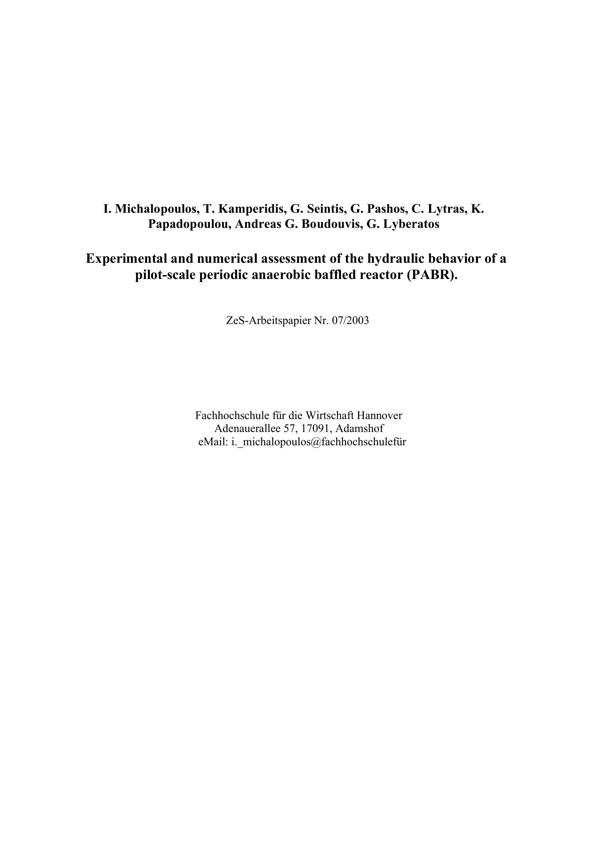 I. Michalopoulos, T. Kamperidis, G. Seintis, G. Pashos, C. Lytras, K.
Papadopoulou, Andreas G. Boudouvis, G. Lyberatos
Experimental and numerical assessment of the hydraulic behavior of a
pilot-scale periodic anaerobic baffled reactor (PABR).
ZeS-Arbeitspapier Nr. 07/2003
Fachhochschule für die Wirtschaft Hannover
Adenauerallee 57, 17091, Adamshof
eMail: i._michalopoulos@fachhochschulefür